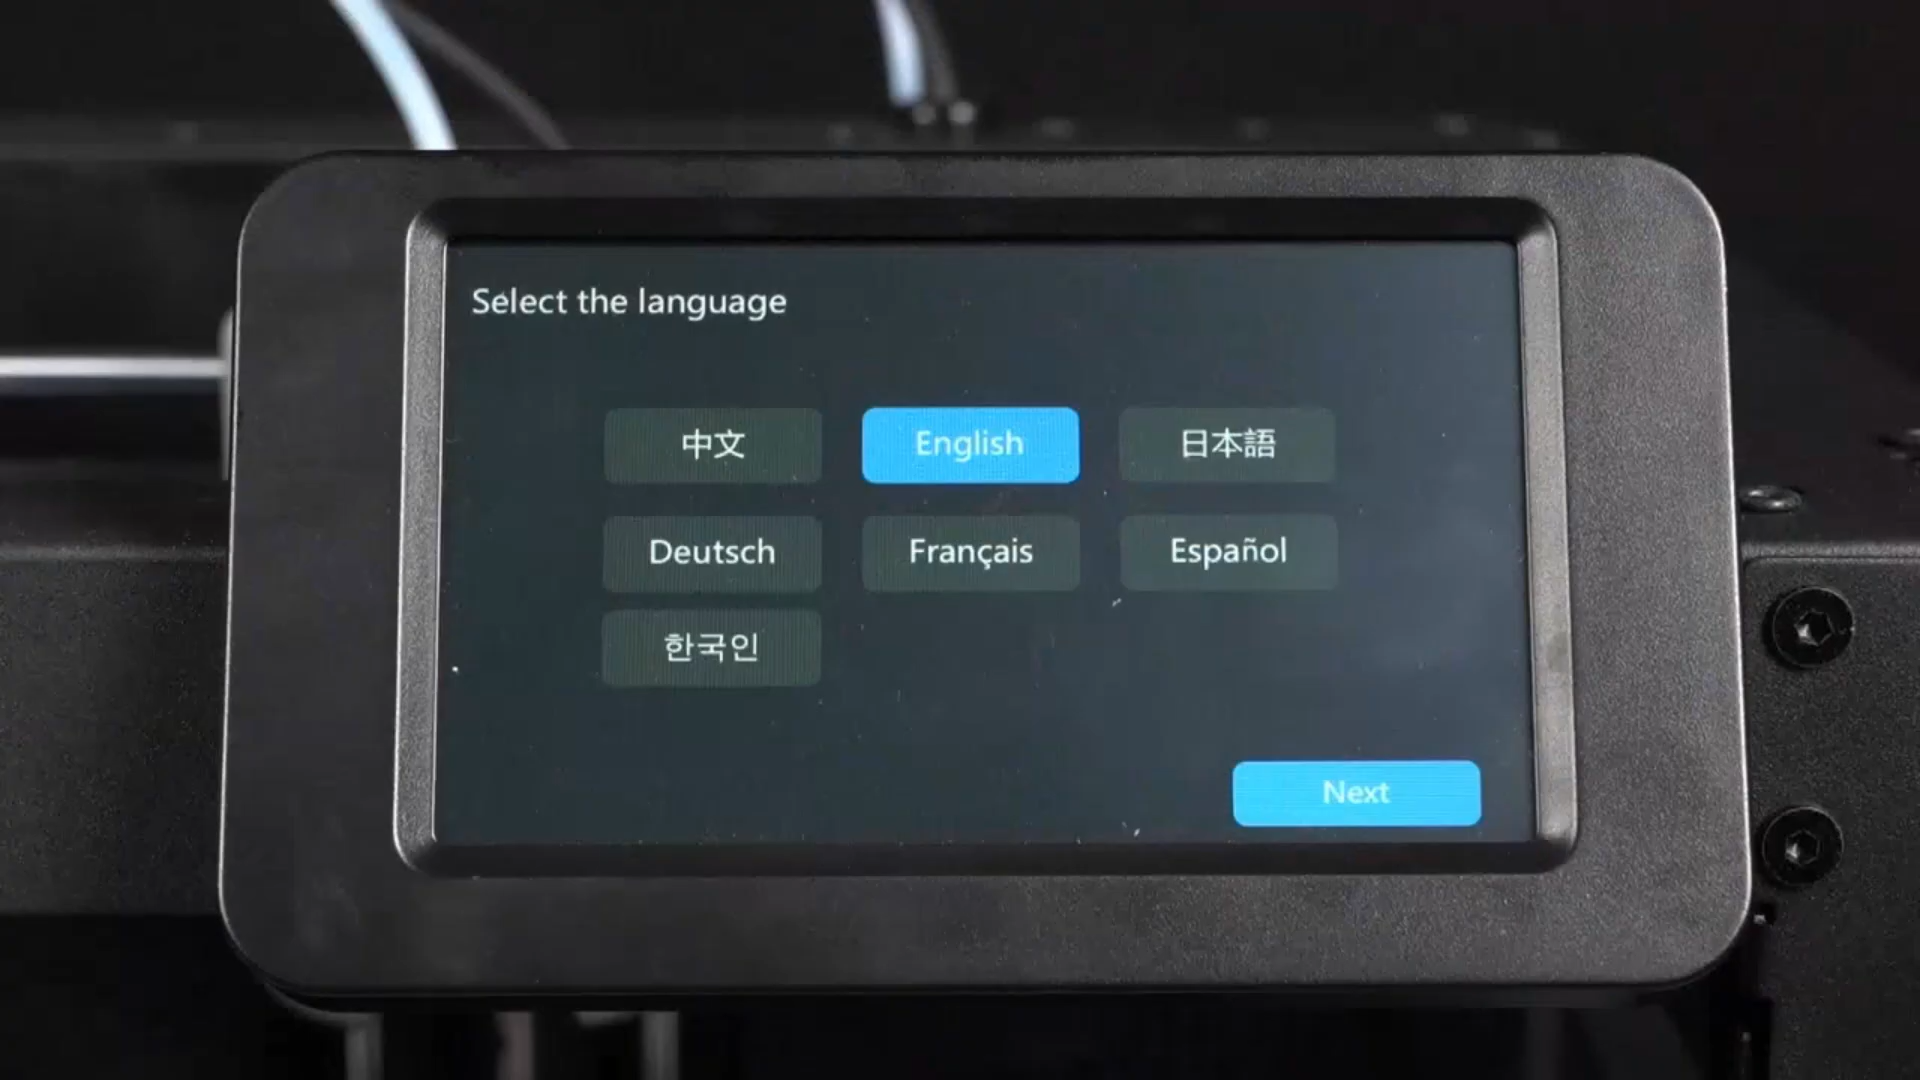 Select the language
中文
English
日本語
Deutsch
Français
Español
한국인
Next